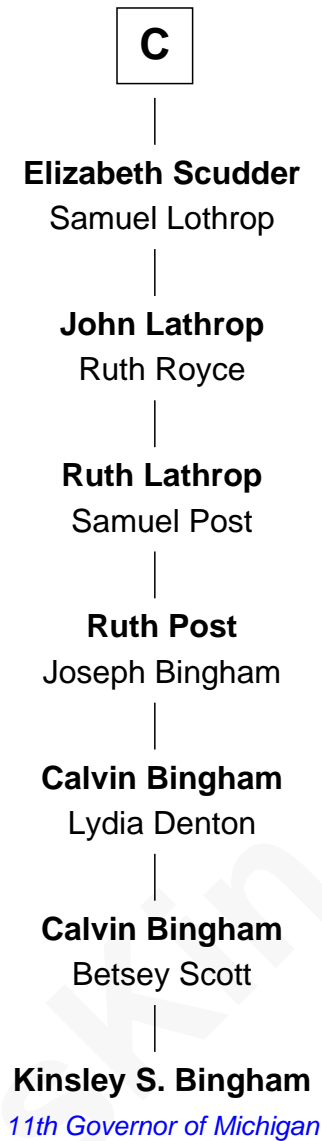 C
Elizabeth Scudder
Samuel Lothrop
John Lathrop
Ruth Royce
Ruth Lathrop
Samuel Post
Ruth Post
Joseph Bingham
Calvin Bingham
Lydia Denton
Calvin Bingham
Betsey Scott
Kinsley S. Bingham
11th Governor of Michigan